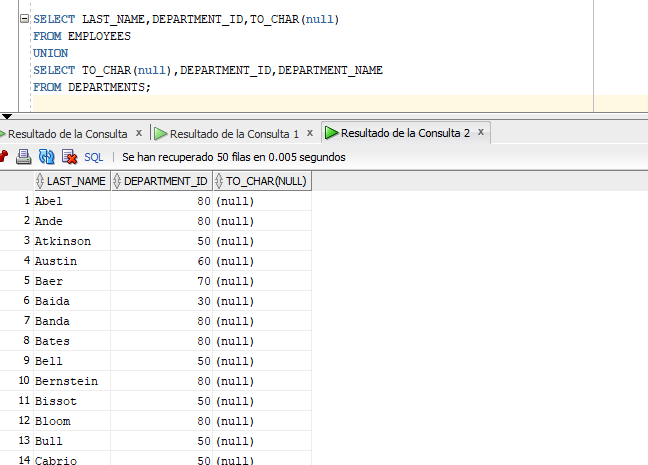 SELECT LAST_NAME,DEPARTMENT_ID,TO_CHAR(null)
FROM EMPLOYEES
UNION
SELECT TO_CHAR(null),DEPARTMENT_ID,DEPARTMENT_NAME
FROM DEPARTMENTS;
Resultado de la Consulta x Resultado de la Consulta 1 x Resultado de la Consulta 2 x
SQL | Se han recuperado 50 filas en 0.005 segundos
LAST_NAME DEPARTMENT_ID TO_CHAR(NULL)
1 Abel 80 (null)
2 Ande 80 (null)
3 Atkinson 50 (null)
4 Austin 60 (null)
5 Baer 70 (null)
6 Baida 30 (null)
7 Banda 80 (null)
8 Bates 80 (null)
9 Bell 50 (null)
10 Bernstein 80 (null)
11 Bissot 50 (null)
12 Bloom 80 (null)
13 Bull 50 (null)
14 Cabrio 50 (null)